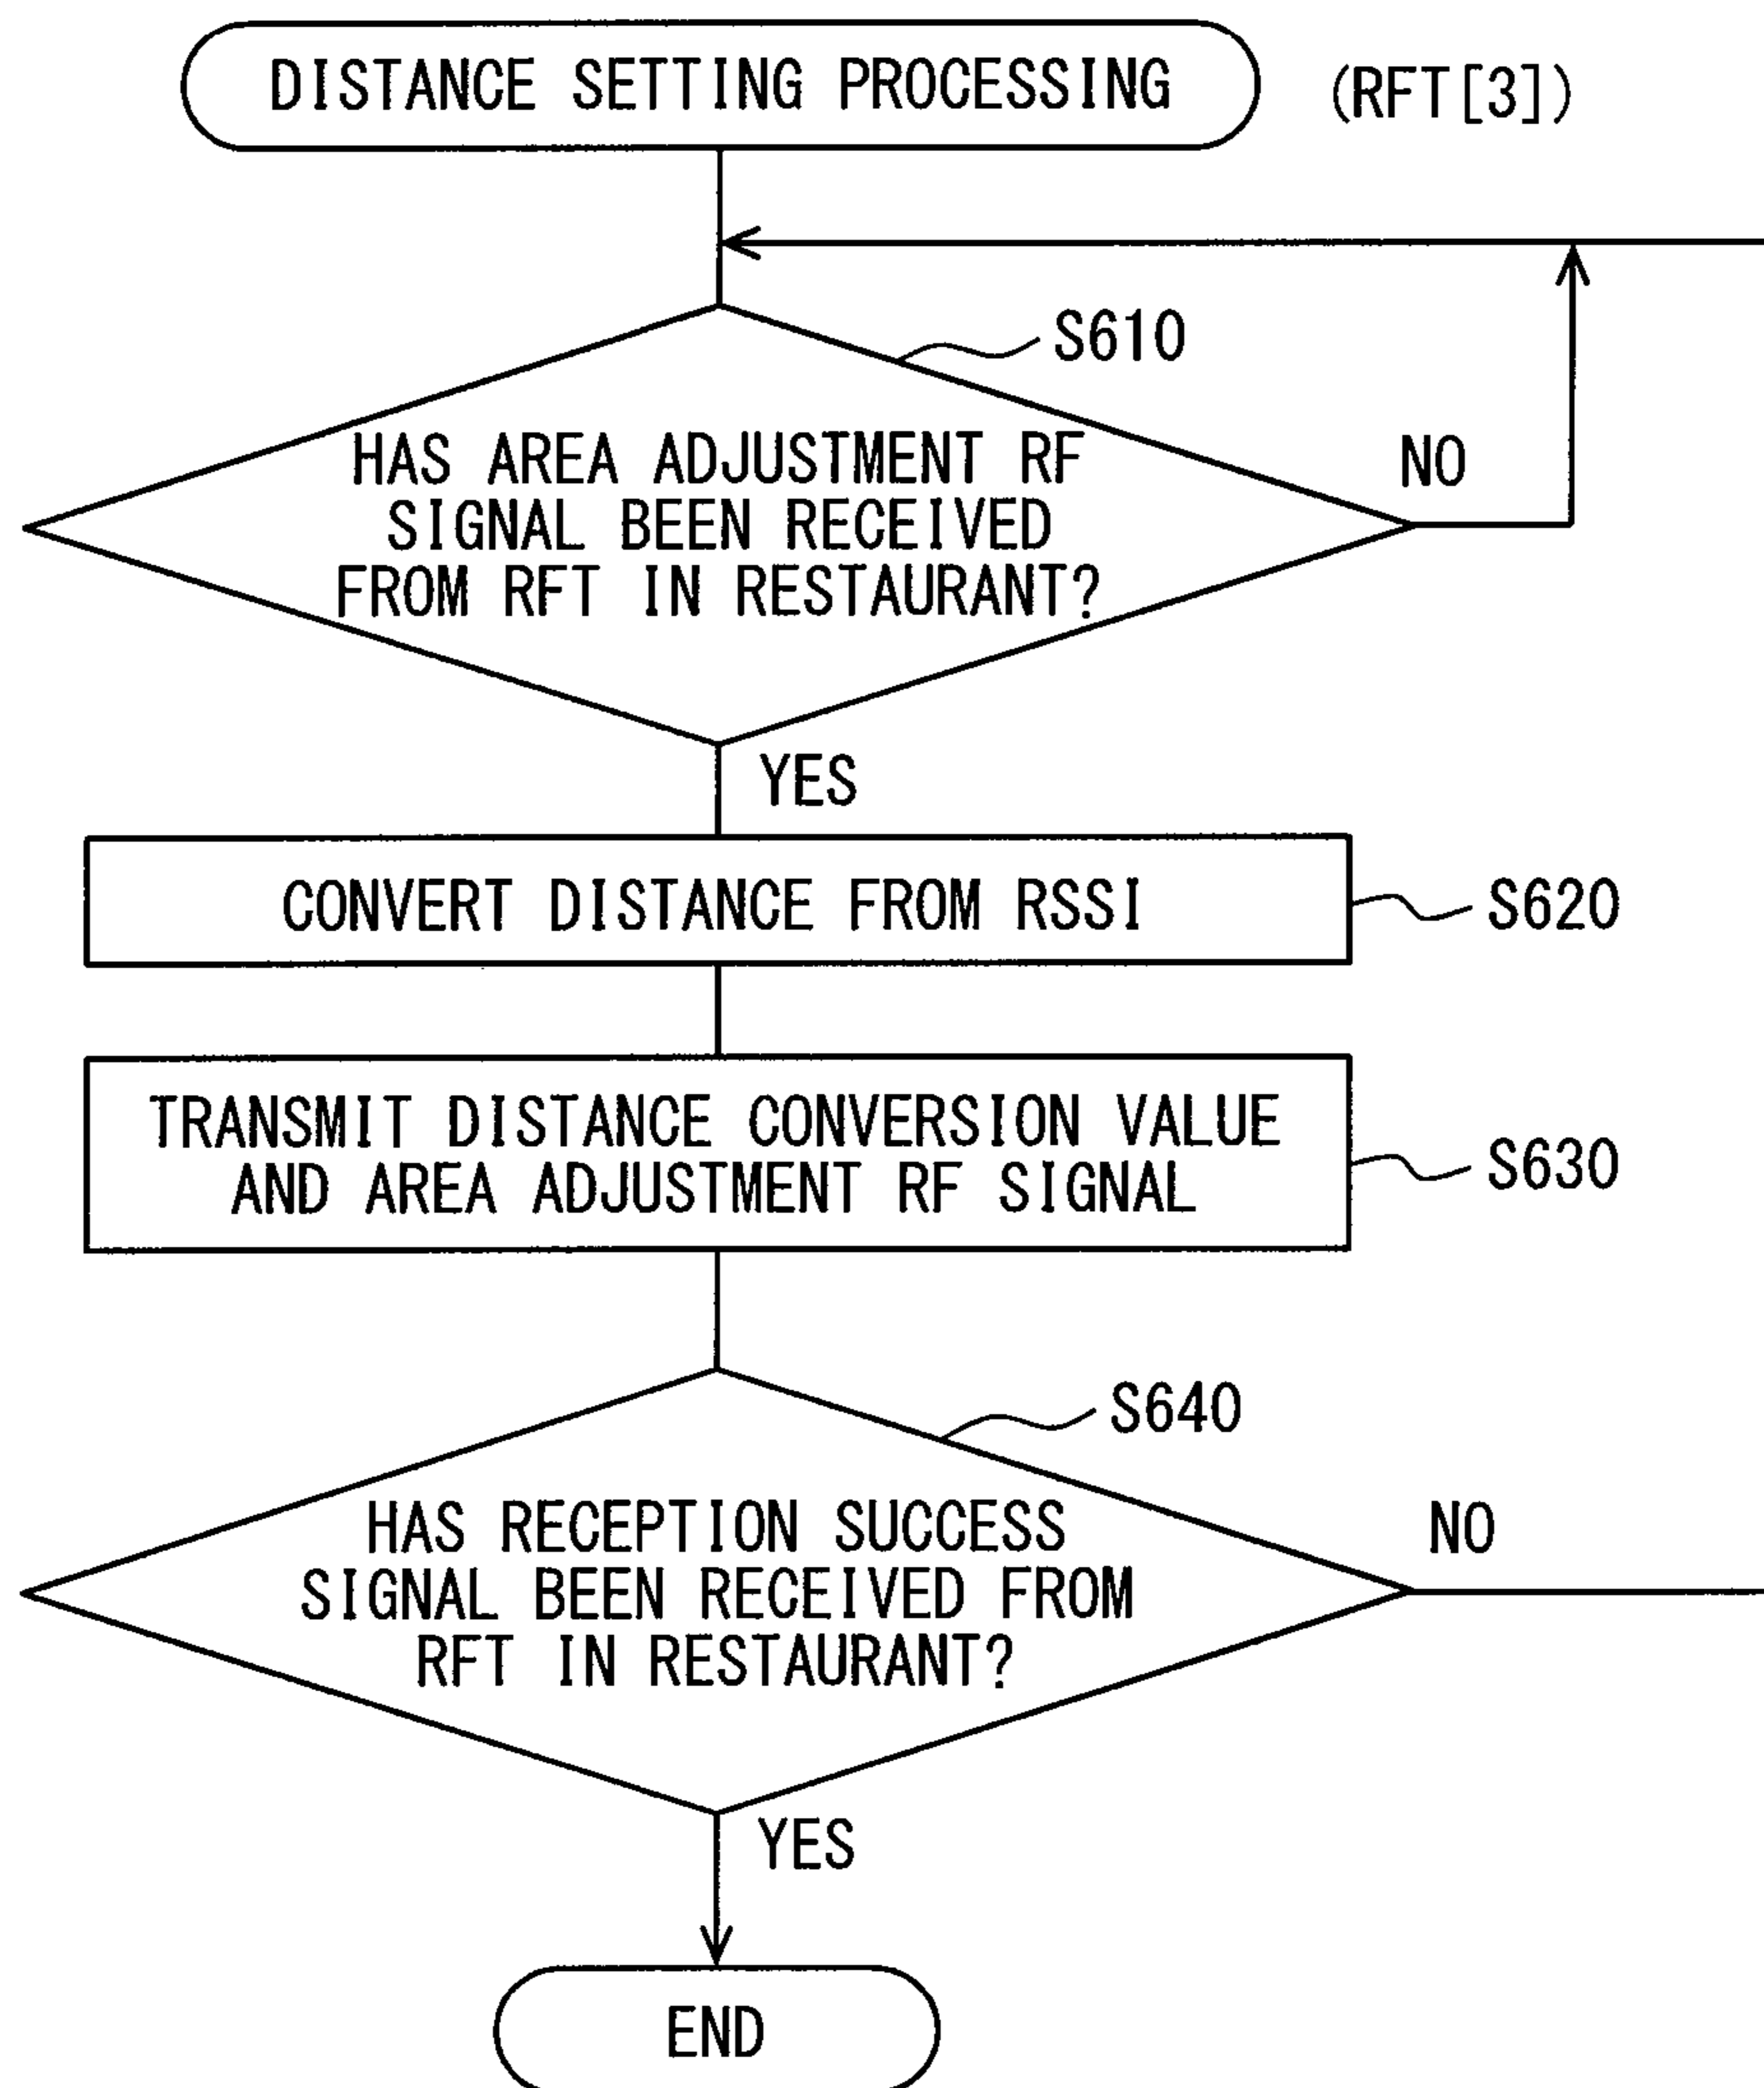 DISTANCE SETTING PROCESSING
(RFT[3])
S610
HAS AREA ADJUSTMENT RF
SIGNAL BEEN RECEIVED
FROM RFT IN RESTAURANT?
NO
YES
CONVERT DISTANCE FROM RSSI
S620
TRANSMIT DISTANCE CONVERSION VALUE
AND AREA ADJUSTMENT RF SIGNAL
S630
S640
HAS RECEPTION SUCCESS
SIGNAL BEEN RECEIVED FROM
RFT IN RESTAURANT?
NO
YES
END